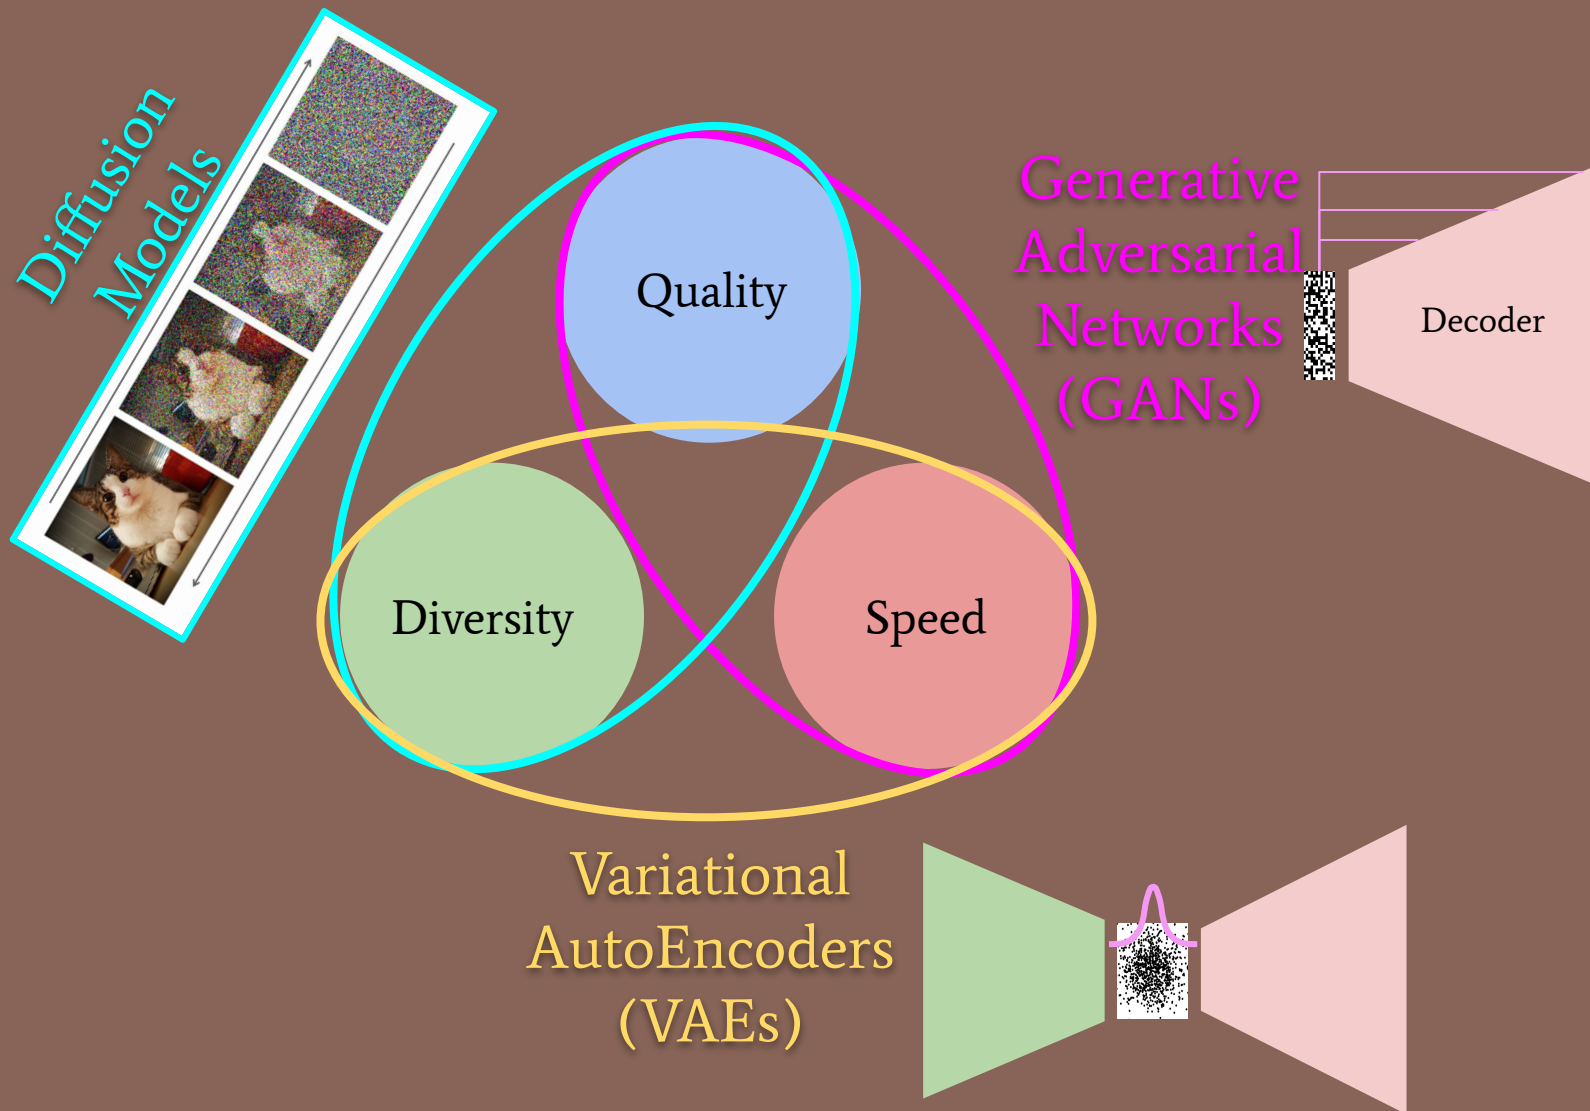 Diffusion
Models
Quality
Diversity
Speed
Generative
Adversarial
Networks
(GANs)
Decoder
Variational
AutoEncoders
(VAEs)